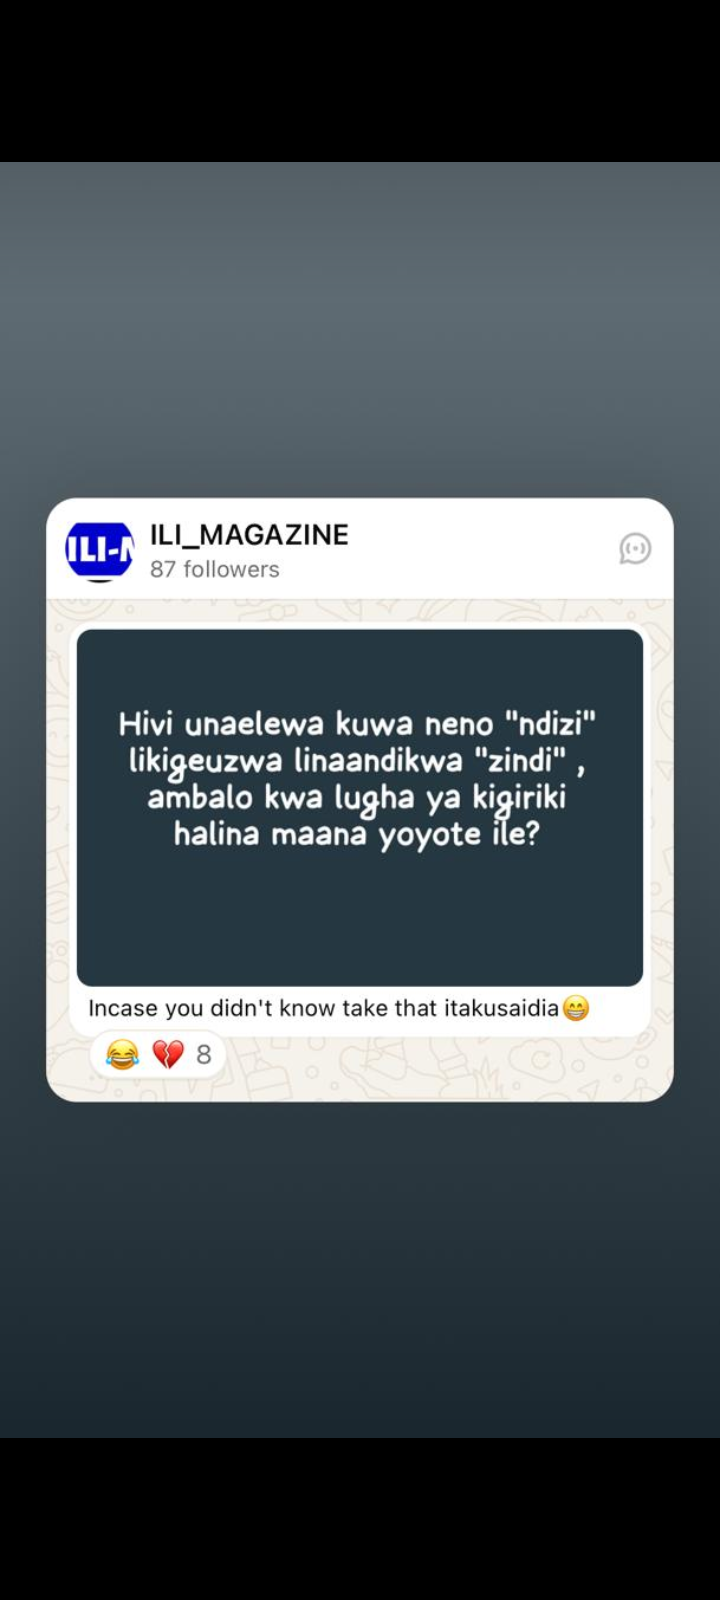 ILI-M
ILI_MAGAZINE
87 followers
Hivi unaelewa kuwa neno "ndizi"
likigeuzwa linaandikwa "zindi" ,
ambalo kwa lugha ya kigiriki
halina maana yoyote ile?
Incase you didn't know take that itakusaidia😁
😂 💔 8